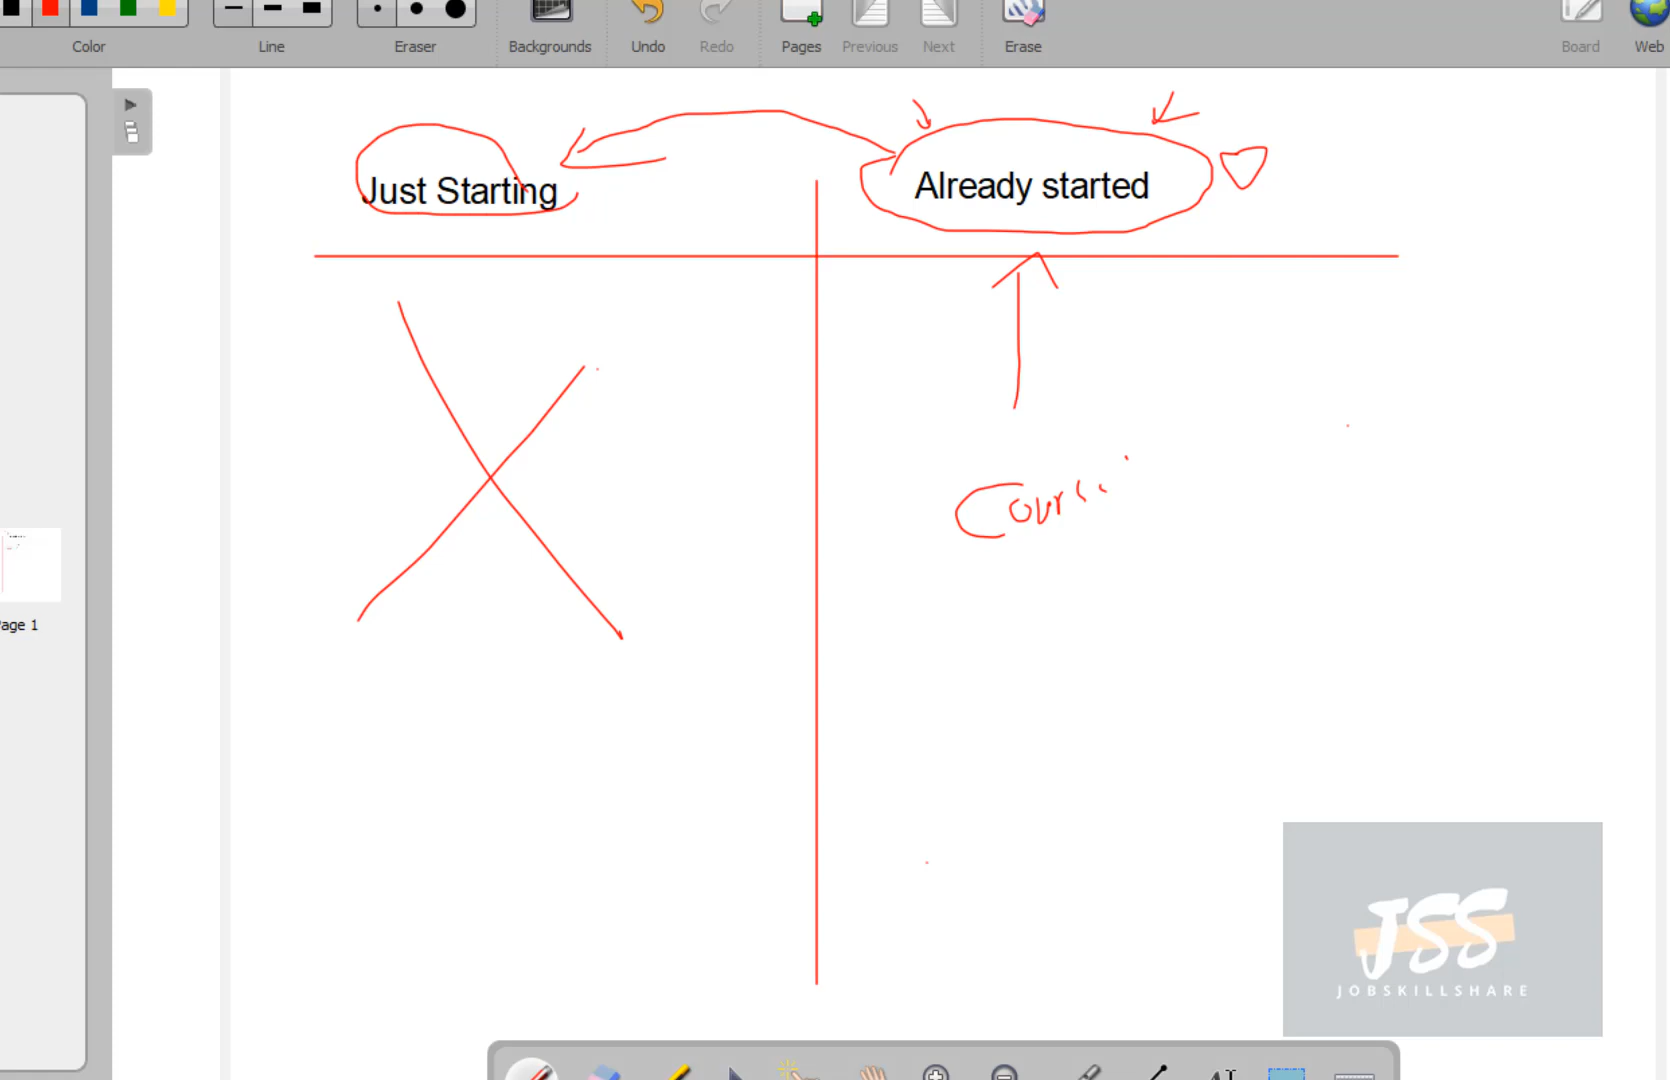 Color
Line
Eraser
Backgrounds
Undo
Redo
Pages
Previous
Next
Erase
Board
Web
Just Starting
Already started
Page 1
JSS
JOBSKILLSHARE